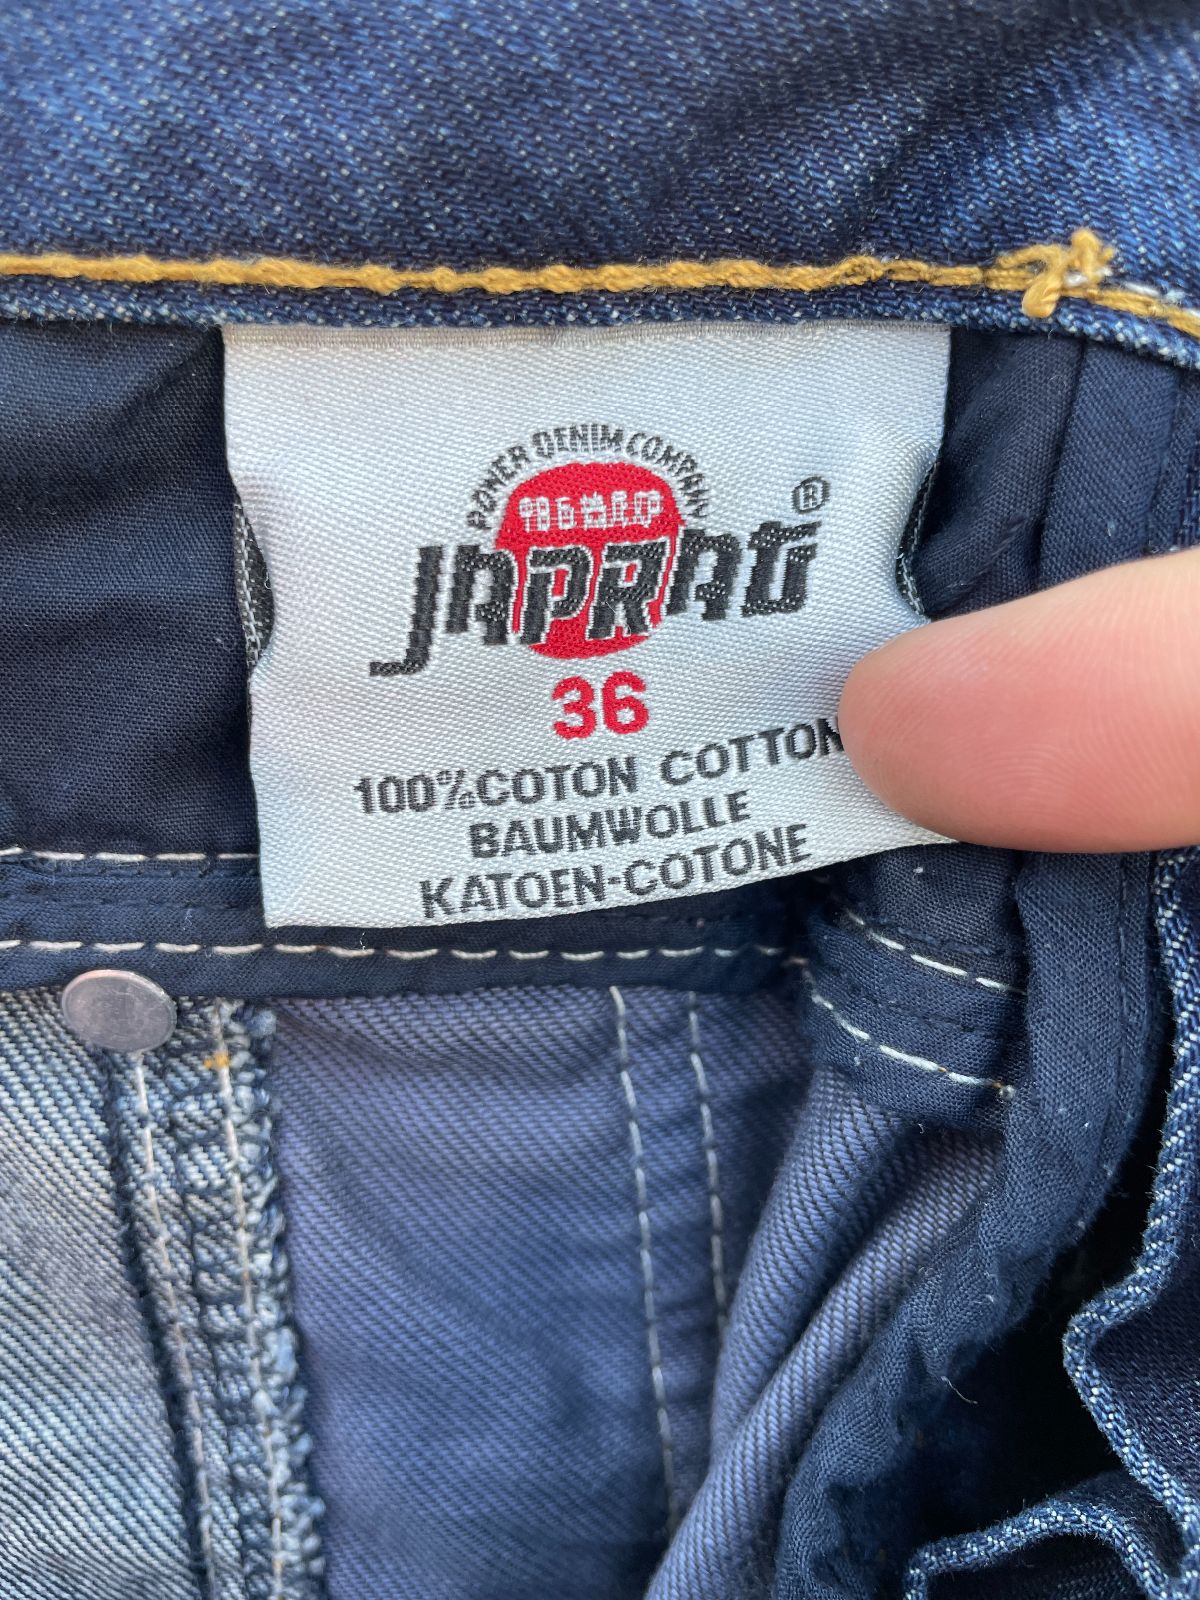 POWER DENIM COMPANY
®
JAPRAG
36
100% COTON COTTON
BAUMWOLLE
KATOEN-COTONE